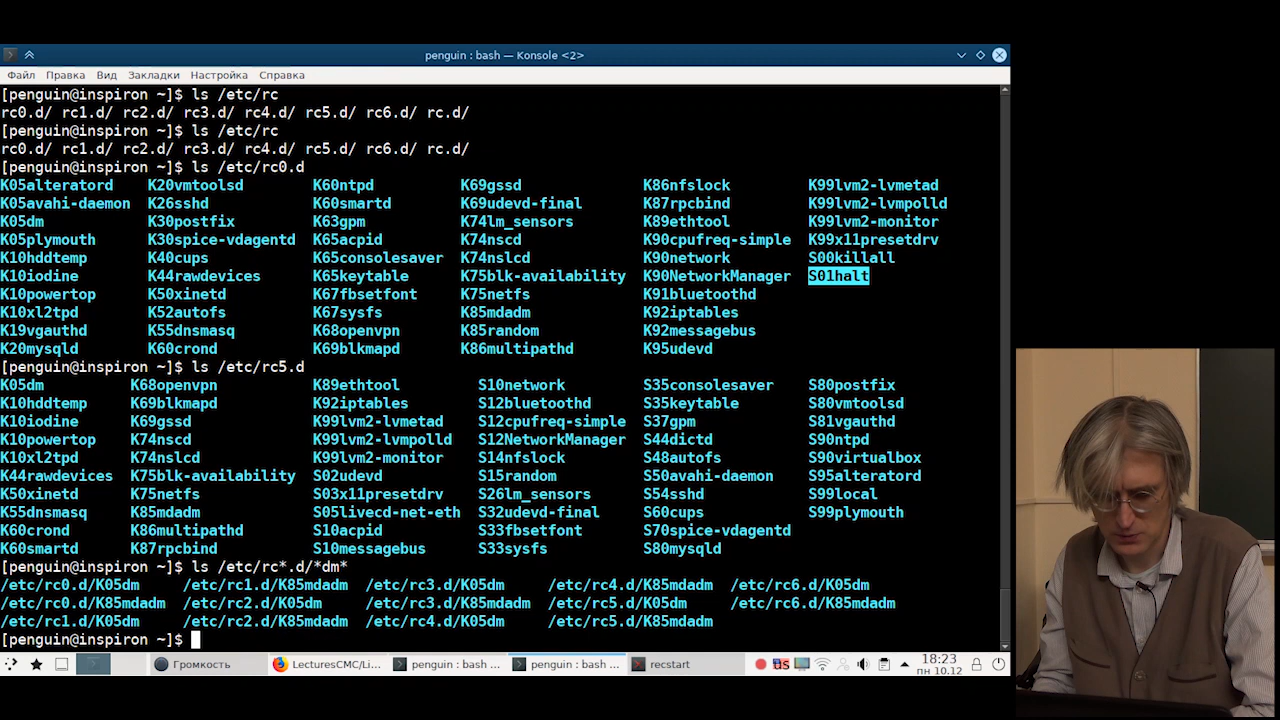 penguin : bash — Konsole <2>
Файл Правка Вид Закладки Настройка Справка
[penguin@inspiron ~]$ ls /etc/rc
rc0.d/ rc1.d/ rc2.d/ rc3.d/ rc4.d/ rc5.d/ rc6.d/ rc.d/
[penguin@inspiron ~]$ ls /etc/rc
rc0.d/ rc1.d/ rc2.d/ rc3.d/ rc4.d/ rc5.d/ rc6.d/ rc.d/
[penguin@inspiron ~]$ ls /etc/rc0.d
K05alteratord K20vmtoolsd K60ntpd K69gssd K86nfslock K99lvm2-lvmetad
K05avahi-daemon K26sshd K60smartd K69udevd-final K87rpcbind K99lvm2-lvmpolld
K05dm K30postfix K63gpm K74lm_sensors K89ethtool K99lvm2-monitor
K05plymouth K30spice-vdagentd K65acpid K74nscd K90cpufreq-simple K99x11presetdrv
K10hddtemp K40cups K65consolesaver K74nslcd K90network S00killall
K10iodine K44rawdevices K65keytable K75blk-availability K90NetworkManager S01halt
K10powertop K50xinetd K67fbsetfont K75netfs K91bluetoothd
K10xl2tpd K52autofs K67sysfs K85mdadm K92iptables
K19vgauthd K55dnsmasq K68openvpn K85random K92messagebus
K20mysqld K60crond K69blkmapd K86multipathd K95udevd
[penguin@inspiron ~]$ ls /etc/rc5.d
K05dm K68openvpn K89ethtool S10network S35consolesaver S80postfix
K10hddtemp K69blkmapd K92iptables S12bluetoothd S35keytable S80vmtoolsd
K10iodine K69gssd K99lvm2-lvmetad S12cpufreq-simple S37gpm S81vgauthd
K10powertop K74nscd K99lvm2-lvmpolld S12NetworkManager S44dictd S90ntpd
K10xl2tpd K74nslcd K99lvm2-monitor S14nfslock S48autofs S90virtualbox
K44rawdevices K75blk-availability S02udevd S15random S50avahi-daemon S95alteratord
K50xinetd K75netfs S03x11presetdrv S26lm_sensors S54sshd S99local
K55dnsmasq K85mdadm S05livecd-net-eth S32udevd-final S60cups S99plymouth
K60crond K86multipathd S10acpid S33fbsetfont S70spice-vdagentd
K60smartd K87rpcbind S10messagebus S33sysfs S80mysqld
[penguin@inspiron ~]$ ls /etc/rc*.d/*dm*
/etc/rc0.d/K05dm /etc/rc1.d/K85mdadm /etc/rc3.d/K05dm /etc/rc4.d/K85mdadm /etc/rc6.d/K05dm
/etc/rc0.d/K85mdadm /etc/rc2.d/K05dm /etc/rc3.d/K85mdadm /etc/rc5.d/K05dm /etc/rc6.d/K85mdadm
/etc/rc1.d/K05dm /etc/rc2.d/K85mdadm /etc/rc4.d/K05dm /etc/rc5.d/K85mdadm
[penguin@inspiron ~]$
Громкость LecturesCMC/Li... penguin : bash ... penguin : bash ... recstart US 18:23
пн 10.12